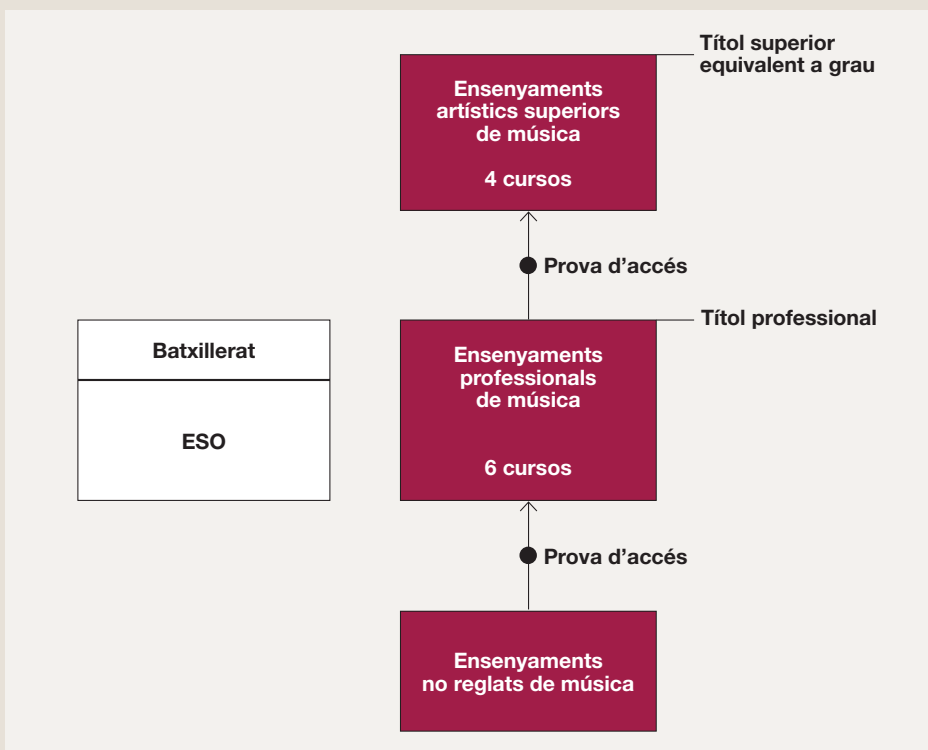 Títol superior
equivalent a grau
Ensenyaments
artístics superiors
de música
4 cursos
Prova d’accés
Títol professional
Batxillerat
ESO
Ensenyaments
professionals
de música
6 cursos
Prova d’accés
Ensenyaments
no reglats de música